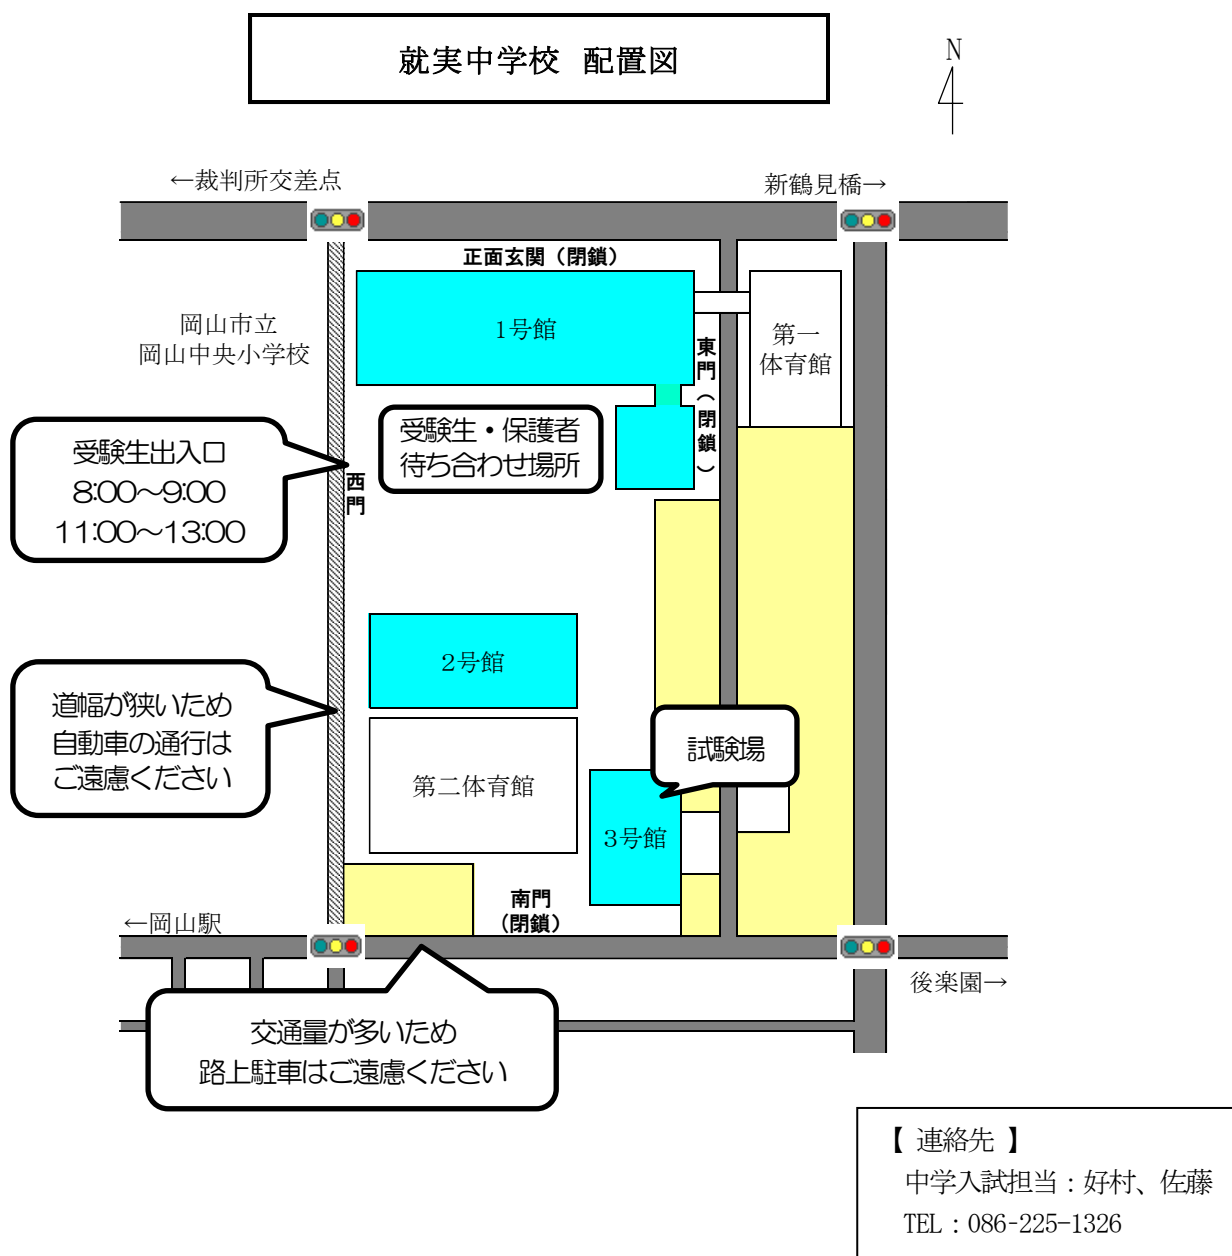 就実中学校 配置図
N
←裁判所交差点
新鶴見橋→
正面玄関（閉鎖）
1号館
岡山市立
岡山中央小学校
第一
体育館
東門（閉鎖）
受験生・保護者
待ち合わせ場所
受験生出入口
8:00～9:00
11:00～13:00
西門
2号館
道幅が狭いため
自動車の通行は
ご遠慮ください
試験場
第二体育館
3号館
南門
（閉鎖）
←岡山駅
後楽園→
交通量が多いため
路上駐車はご遠慮ください
【 連絡先 】
中学入試担当：好村、佐藤
TEL：086-225-1326